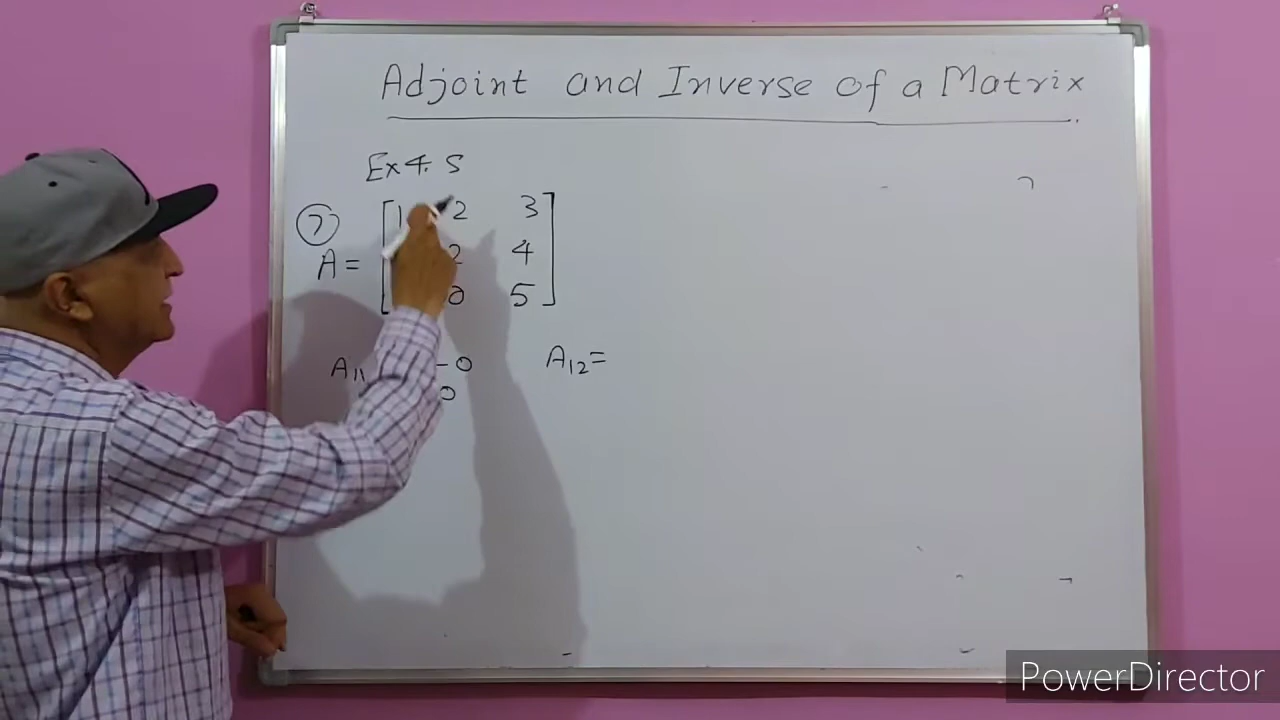 Adjoint and Inverse of a Matrix
Ex 4.5
7
1 2 3
A = 2 4
0 5
A11 - 0 A12 =
0
PowerDirector